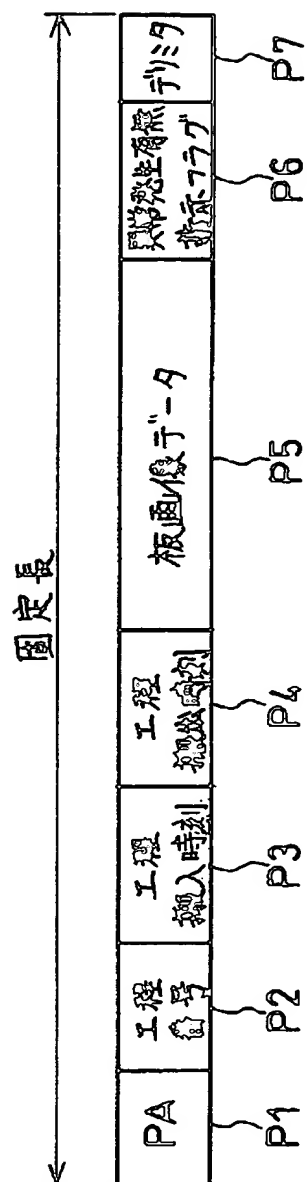 固定長
PA
工程
番号
工程
搬入時刻
工程
搬出時刻
板画像データ
異常発生有無
指示フラグ
デリミタ
P1
P2
P3
P4
P5
P6
P7